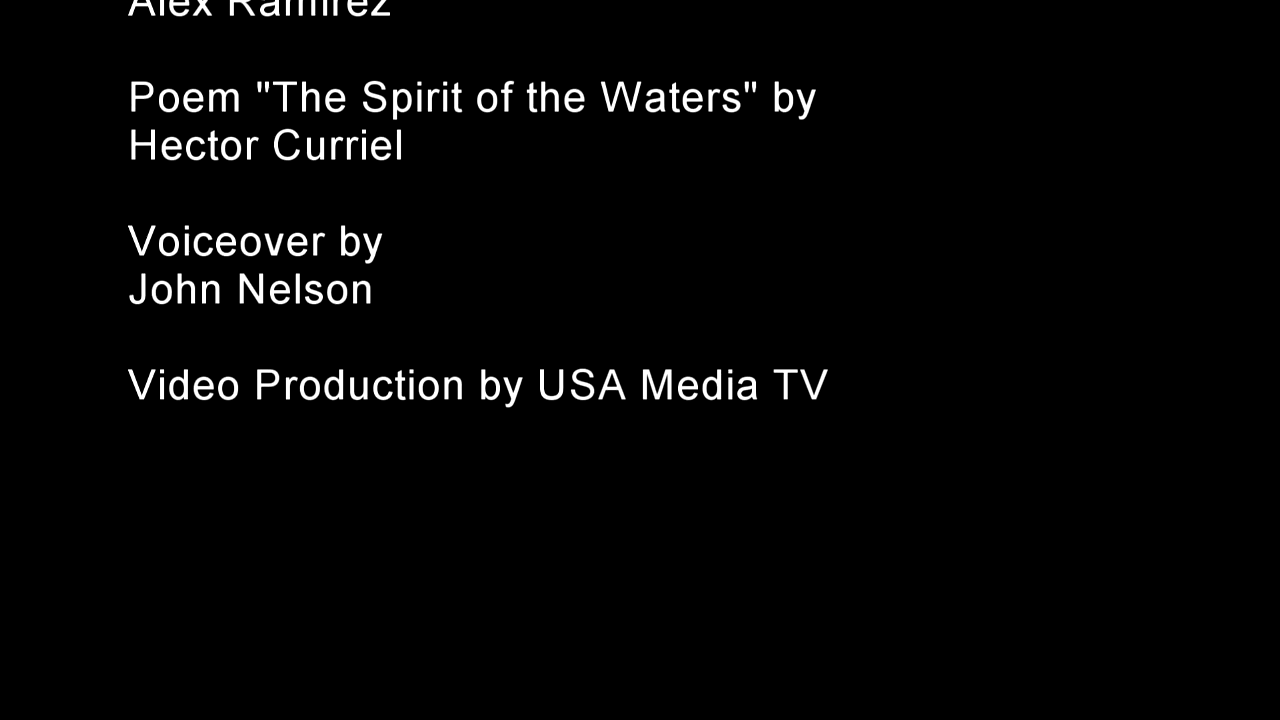 Alex Ramirez
Poem "The Spirit of the Waters" by
Hector Curriel
Voiceover by
John Nelson
Video Production by USA Media TV